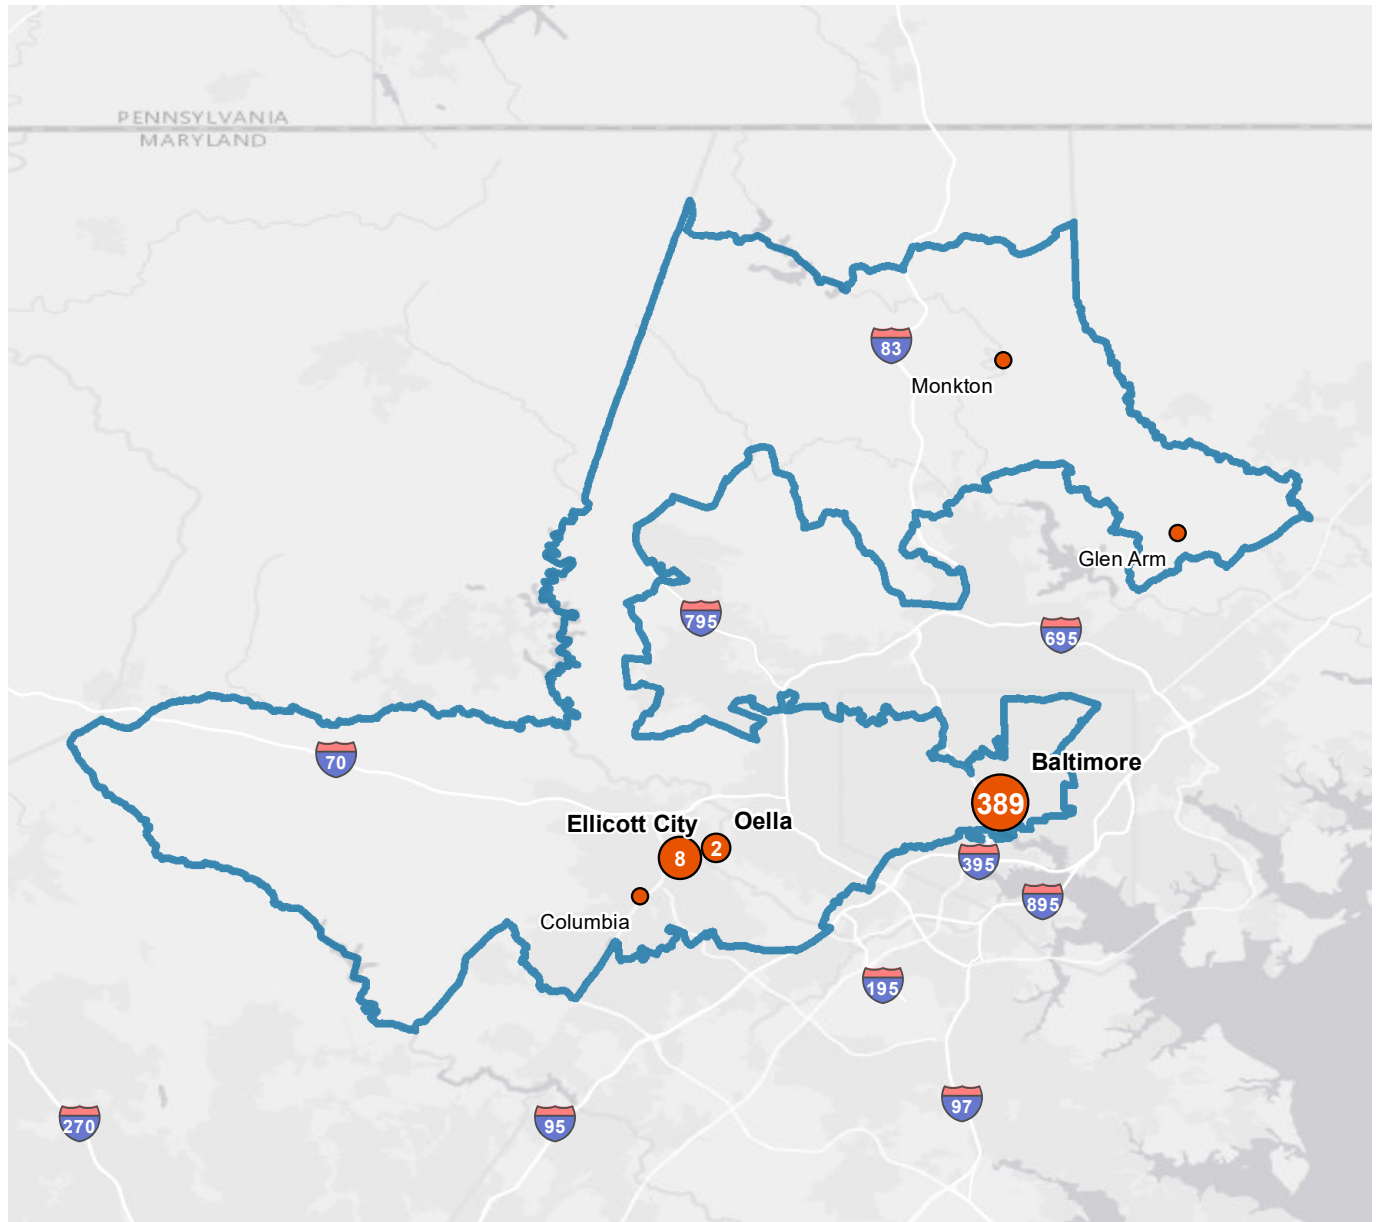 PENNSYLVANIA
MARYLAND
83
Monkton
Glen Arm
795
695
70
Baltimore
389
Ellicott City
Oella
8
2
395
Columbia
895
195
97
270
95